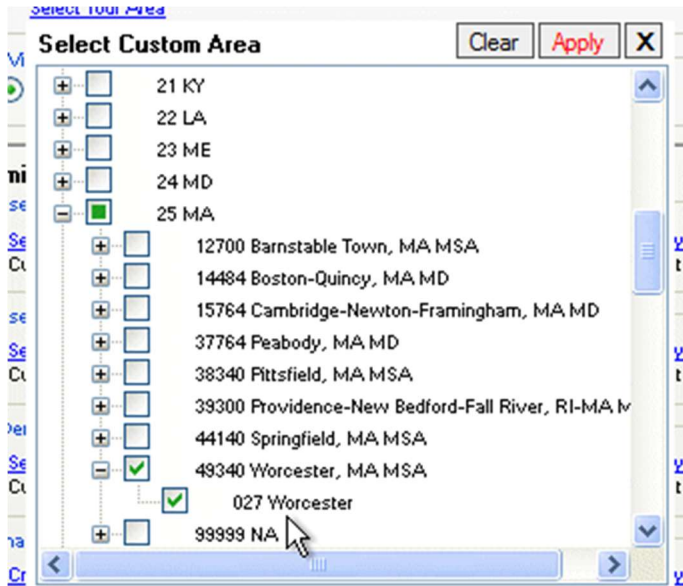 Select Your Area
Select Custom Area Clear Apply X
21 KY
22 LA
23 ME
24 MD
25 MA
12700 Barnstable Town, MA MSA
14484 Boston-Quincy, MA MD
15764 Cambridge-Newton-Framingham, MA MD
37764 Peabody, MA MD
38340 Pittsfield, MA MSA
39300 Providence-New Bedford-Fall River, RI-MA M
44140 Springfield, MA MSA
49340 Worcester, MA MSA
027 Worcester
99999 NA